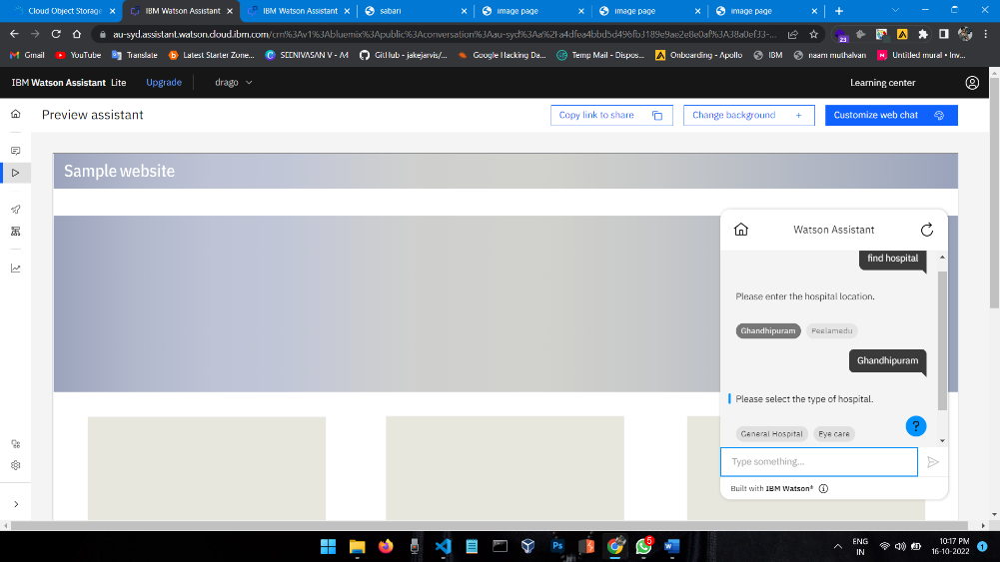 Cloud Object Storage
IBM Watson Assistant
IBM Watson Assistant
sabari
image page
image page
image page
au-syd.assistant.watson.cloud.ibm.com/crn%3Av1%3Abluemix%3Apublic%3Aconversation%3Aau-syd%3Aa%2Fa4dfea4bbd5d496fb3189e9ae2e8e0af%3A38a0ef33-...
23
Gmail
YouTube
Translate
Latest Starter Zone...
SEENIVASAN V - A4
GitHub - jakejarvis/...
Google Hacking Da...
Temp Mail - Dispos...
Onboarding - Apollo
IBM
naam muthalvan
Untitled mural • Inv...
IBM Watson Assistant Lite
Upgrade
drago
Learning center
Preview assistant
Copy link to share
Change background +
Customize web chat
Sample website
Watson Assistant
find hospital
Please enter the hospital location.
Ghandhipuram
Peelamedu
Ghandhipuram
Please select the type of hospital.
?
General Hospital
Eye care
Type something...
Built with IBM Watson®
5
ENG
IN
10:17 PM
16-10-2022
1